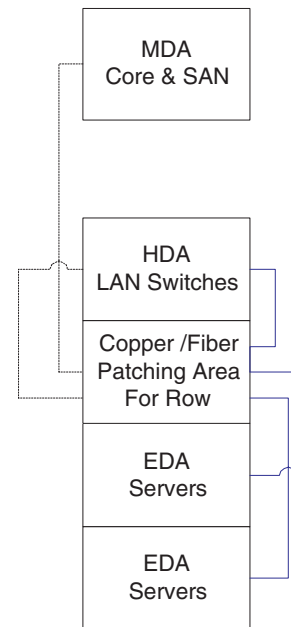 MDA
Core & SAN
HDA
LAN Switches
Copper /Fiber
Patching Area
For Row
EDA
Servers
EDA
Servers